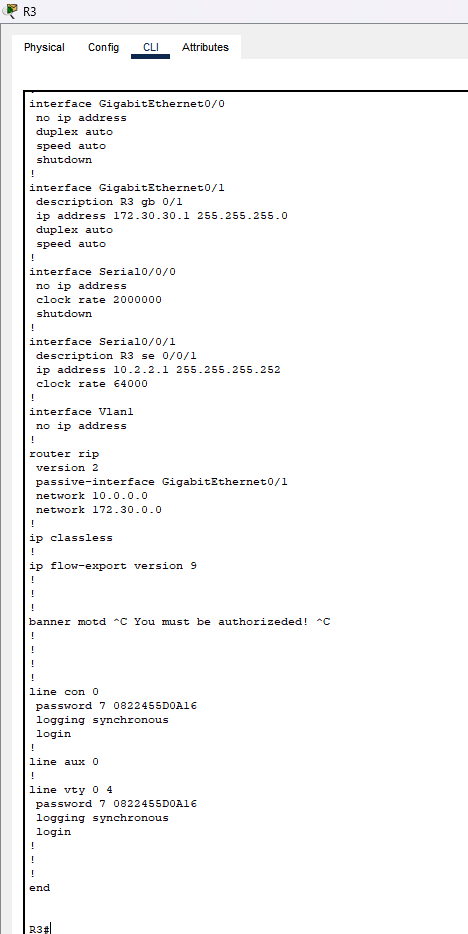 R3
Physical Config CLI Attributes
!
interface GigabitEthernet0/0
no ip address
duplex auto
speed auto
shutdown
!
interface GigabitEthernet0/1
description R3 gb 0/1
ip address 172.30.30.1 255.255.255.0
duplex auto
speed auto
!
interface Serial0/0/0
no ip address
clock rate 2000000
shutdown
!
interface Serial0/0/1
description R3 se 0/0/1
ip address 10.2.2.1 255.255.255.252
clock rate 64000
!
interface Vlan1
no ip address
!
router rip
version 2
passive-interface GigabitEthernet0/1
network 10.0.0.0
network 172.30.0.0
!
ip classless
!
ip flow-export version 9
!
!
!
banner motd ^C You must be authorizeded! ^C
!
!
!
!
line con 0
password 7 0822455D0A16
logging synchronous
login
!
line aux 0
!
line vty 0 4
password 7 0822455D0A16
logging synchronous
login
!
!
!
end
R3#